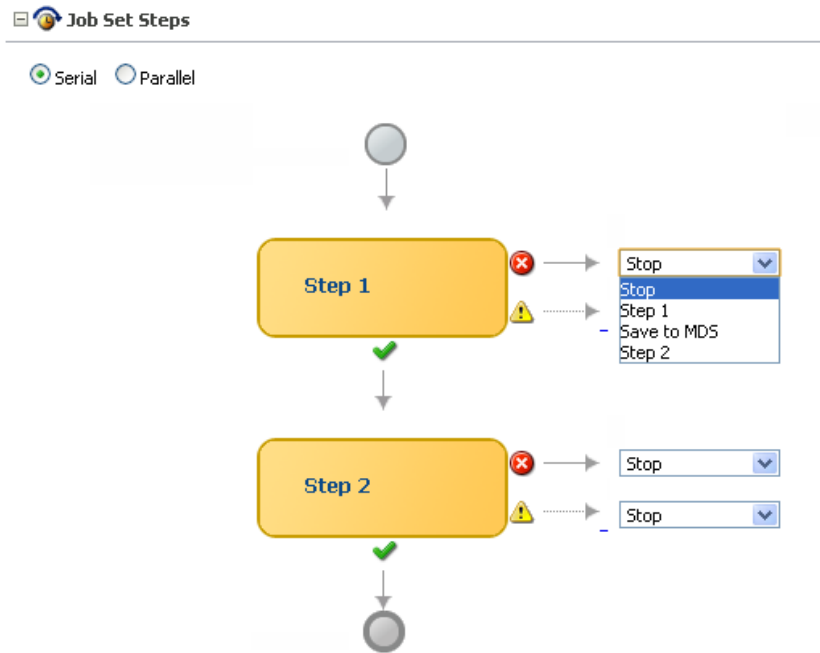 Job Set Steps
Serial Parallel
Step 1
Stop
Stop
Step 1
Save to MDS
Step 2
Step 2
Stop
Stop